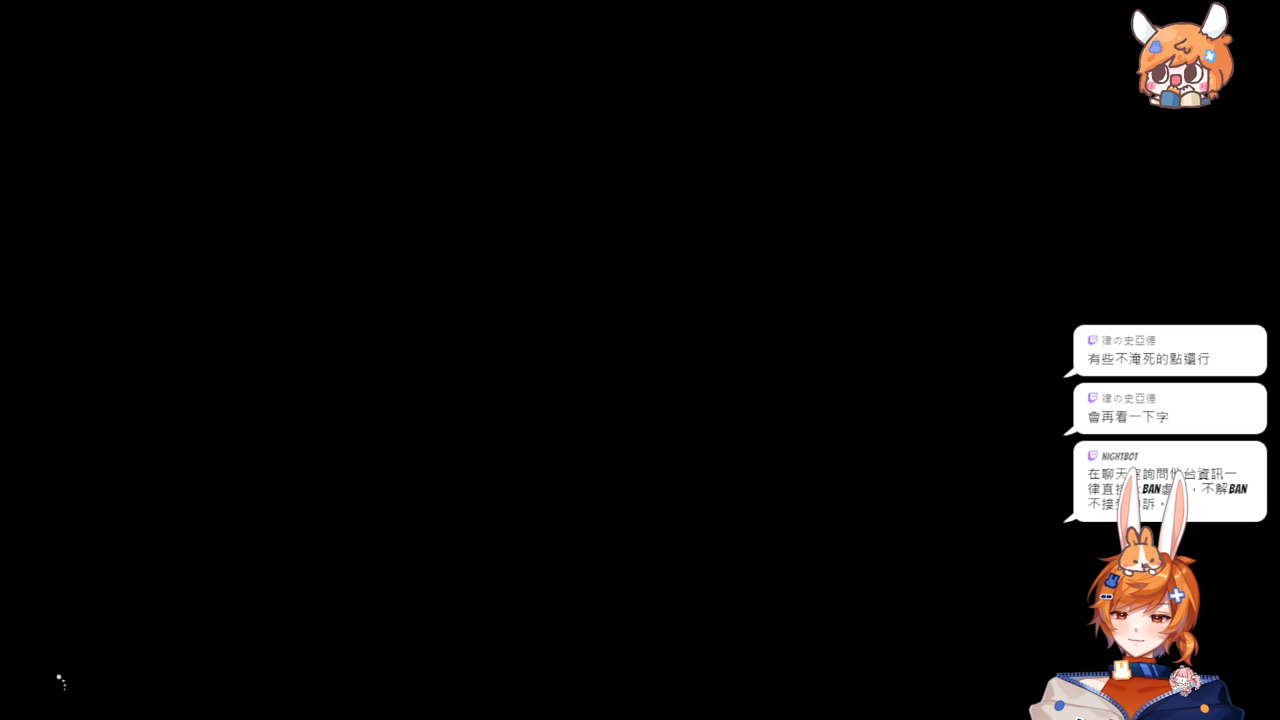 律の史亞德
有些不淹死的點還行
律の史亞德
會再看一下字
NIGHTBOT
在聊天室詢問他台資訊一
律直接 BAN處 ，不解BAN
不接 訴。